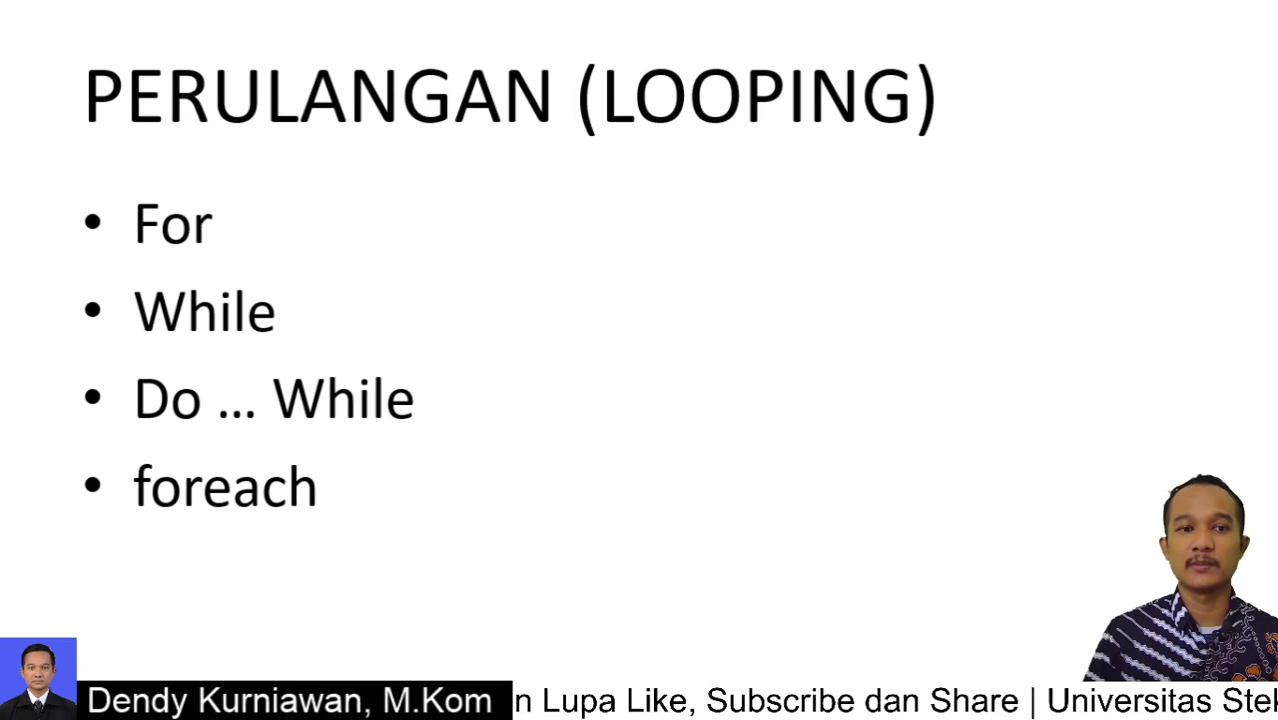 PERULANGAN (LOOPING)
• For
• While
• Do ... While
• foreach
Dendy Kurniawan, M.Kom
Lupa Like, Subscribe dan Share | Universitas